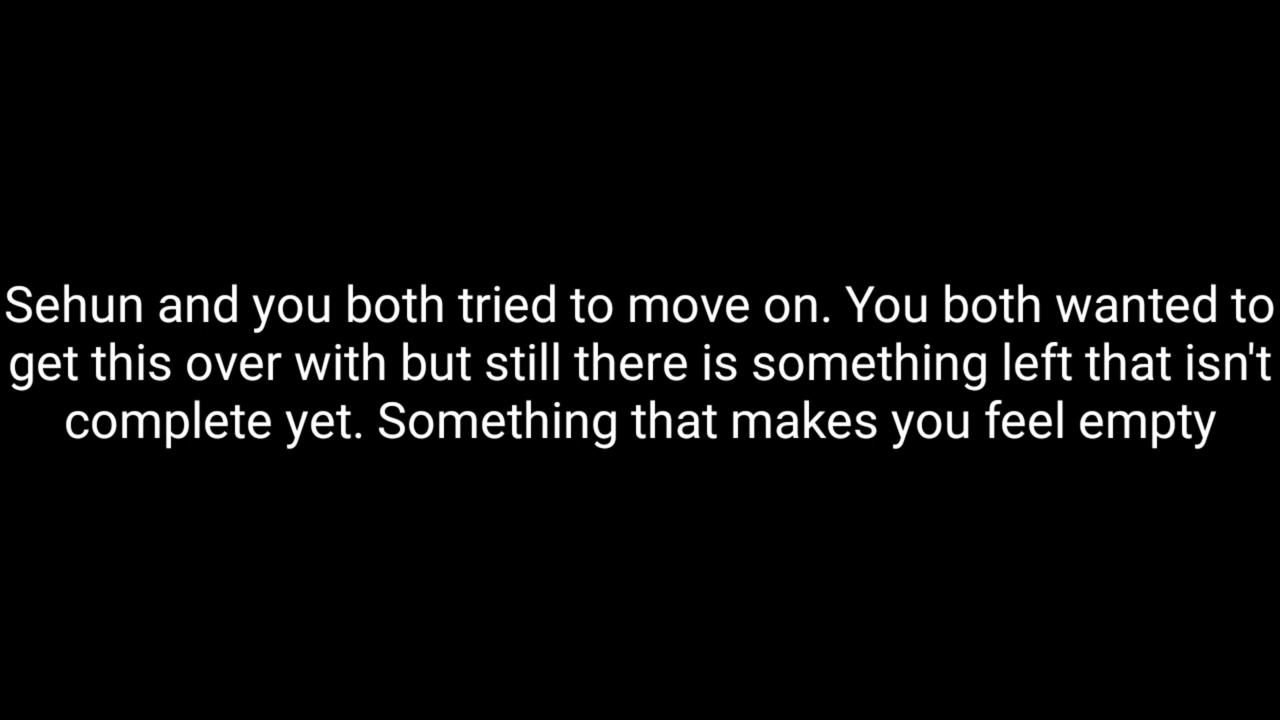 Sehun and you both tried to move on. You both wanted to
get this over with but still there is something left that isn't
complete yet. Something that makes you feel empty